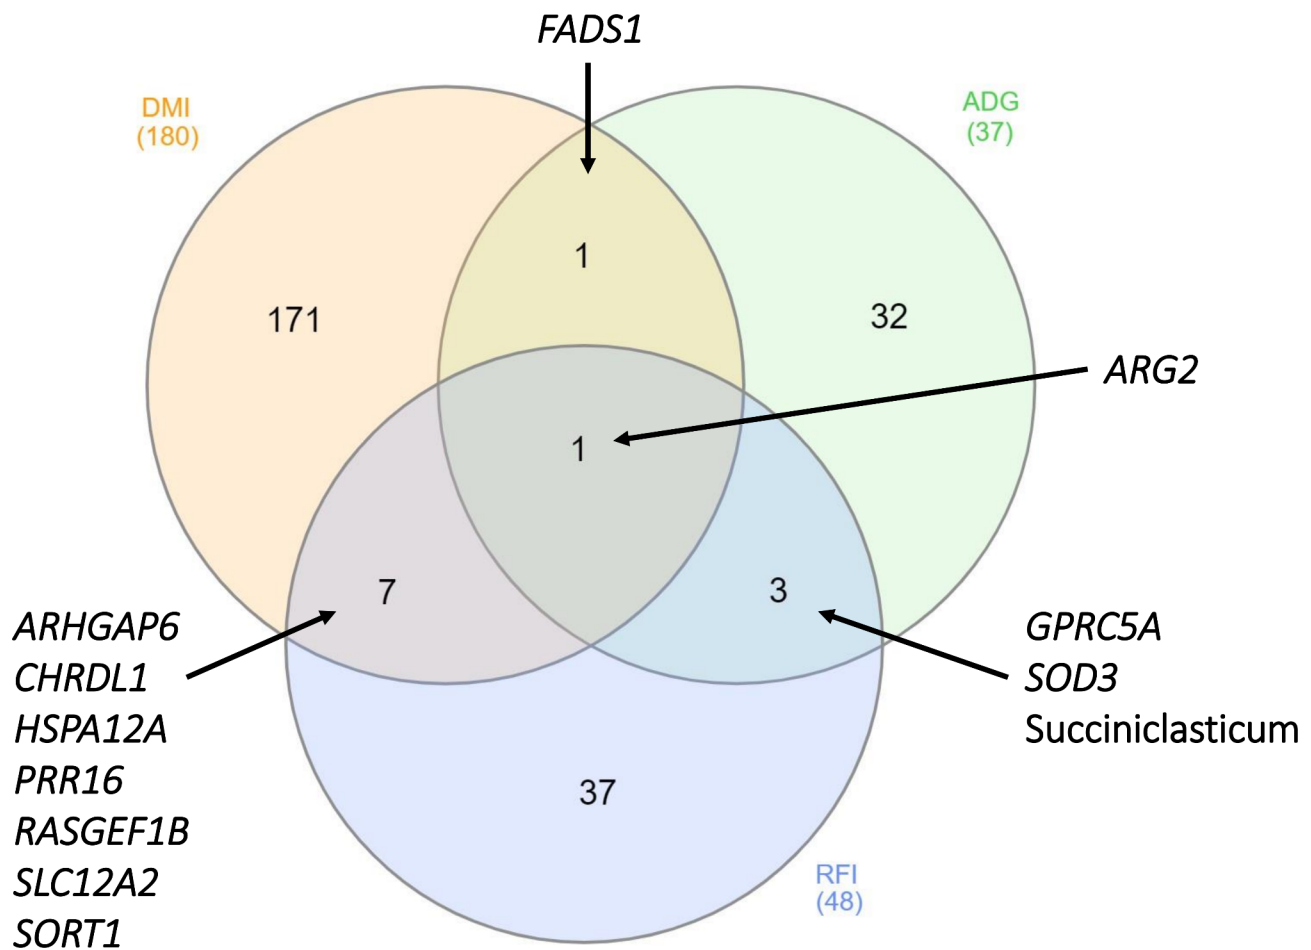 FADS1
DMI
(180)
ADG
(37)
1
171
32
ARG2
1
7
3
ARHGAP6
CHRDL1
HSPA12A
PRR16
RASGEF1B
SLC12A2
SORT1
GPRC5A
SOD3
Succiniclasticum
37
RFI
(48)